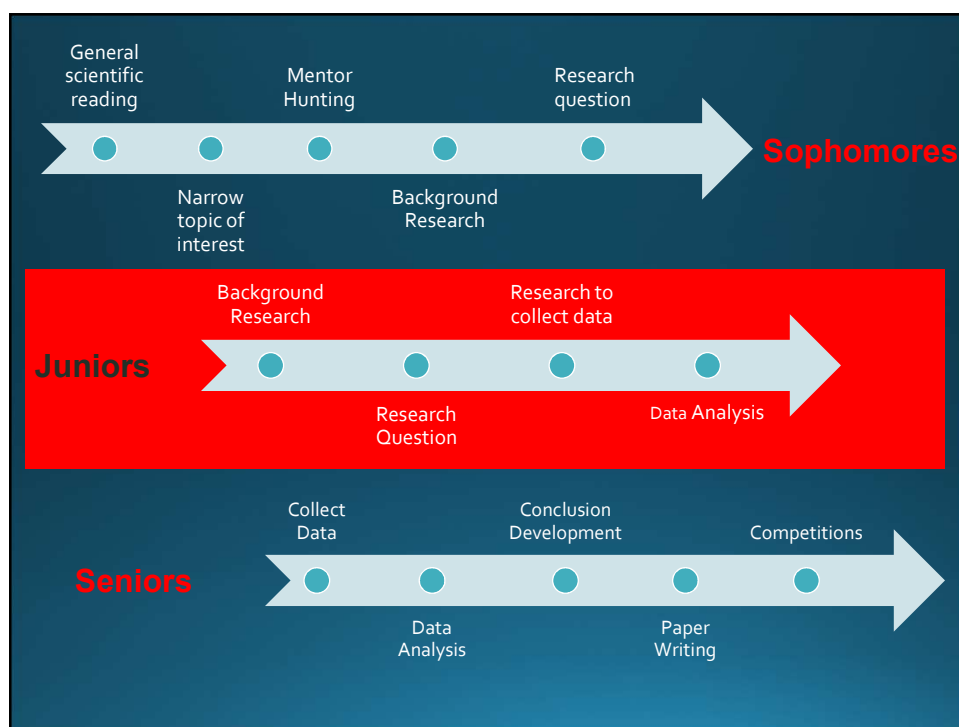 General
scientific
reading
Mentor
Hunting
Research
question
Sophomores
Narrow
topic of
interest
Background
Research
Background
Research
Research to
collect data
Juniors
Research
Question
Data Analysis
Collect
Data
Conclusion
Development
Competitions
Seniors
Data
Analysis
Paper
Writing